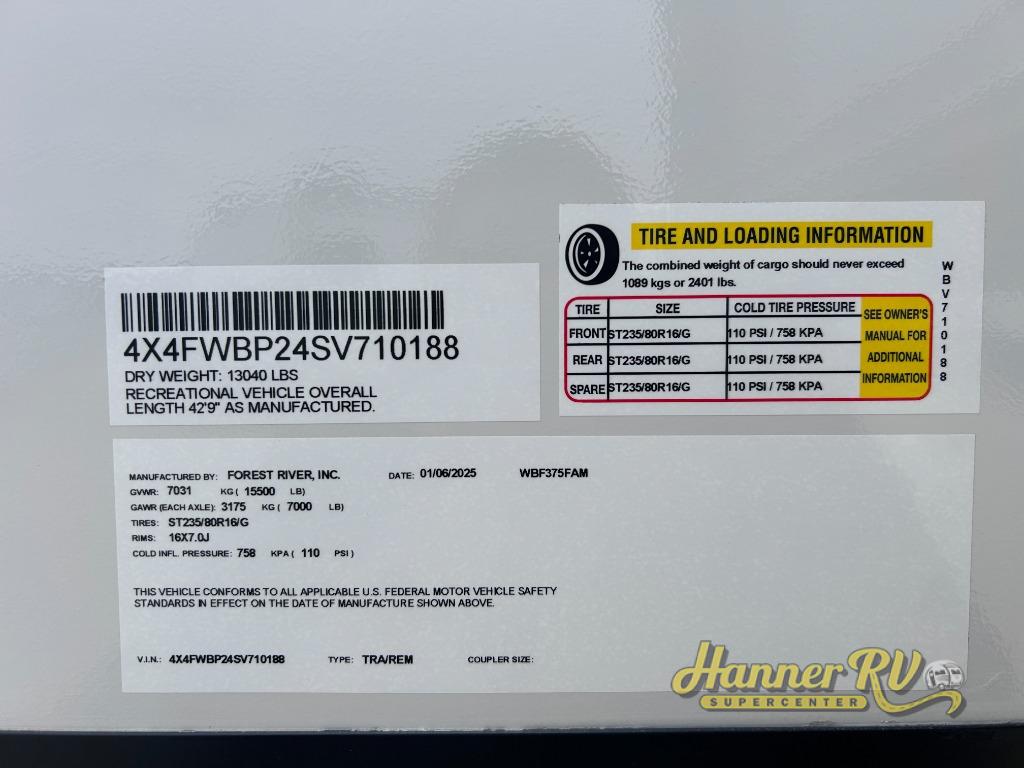 4X4FWBP24SV710188
DRY WEIGHT: 13040 LBS
RECREATIONAL VEHICLE OVERALL
LENGTH 42'9" AS MANUFACTURED.
TIRE AND LOADING INFORMATION
The combined weight of cargo should never exceed
1089 kgs or 2401 lbs.
TIRE SIZE COLD TIRE PRESSURE
FRONT ST235/80R16/G 110 PSI / 758 KPA
REAR ST235/80R16/G 110 PSI / 758 KPA
SPARE ST235/80R16/G 110 PSI / 758 KPA
SEE OWNER'S
MANUAL FOR
ADDITIONAL
INFORMATION
WBV710188
MANUFACTURED BY: FOREST RIVER, INC. DATE: 01/06/2025 WBF375FAM
GVWR: 7031 KG ( 15500 LB)
GAWR (EACH AXLE): 3175 KG ( 7000 LB)
TIRES: ST235/80R16/G
RIMS: 16X7.0J
COLD INFL. PRESSURE: 758 KPA ( 110 PSI )
THIS VEHICLE CONFORMS TO ALL APPLICABLE U.S. FEDERAL MOTOR VEHICLE SAFETY
STANDARDS IN EFFECT ON THE DATE OF MANUFACTURE SHOWN ABOVE.
V.I.N.: 4X4FWBP24SV710188 TYPE: TRA/REM COUPLER SIZE:
Hanner RV
SUPERCENTER